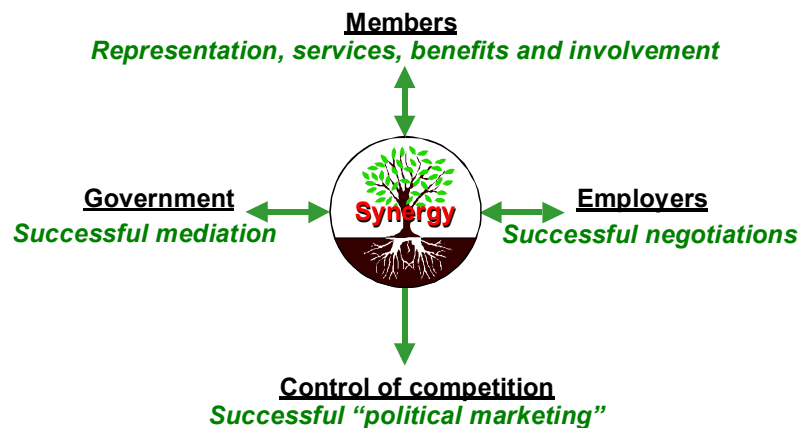 Members
Representation, services, benefits and involvement
Government
Successful mediation
Synergy
Employers
Successful negotiations
Control of competition
Successful “political marketing”